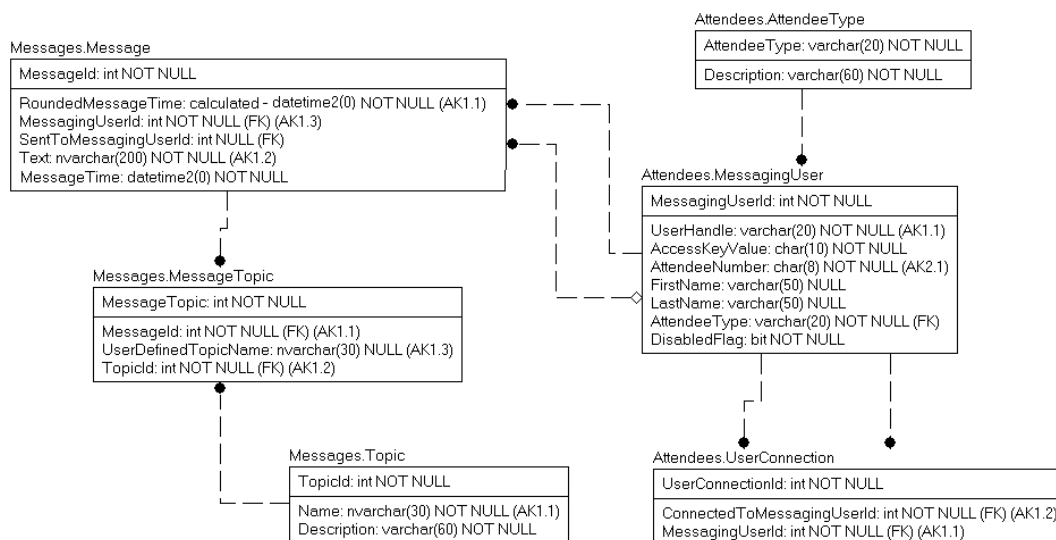 Messages.Message
MessageId: int NOT NULL
RoundedMessageTime: calculated - datetime2(0) NOT NULL (AK1.1)
MessagingUserId: int NOT NULL (FK) (AK1.3)
SentToMessagingUserId: int NULL (FK)
Text: nvarchar(200) NOT NULL (AK1.2)
MessageTime: datetime2(0) NOT NULL
Attendees.AttendeeType
AttendeeType: varchar(20) NOT NULL
Description: varchar(60) NOT NULL
Attendees.MessagingUser
MessagingUserId: int NOT NULL
UserHandle: varchar(20) NOT NULL (AK1.1)
AccessKeyValue: char(10) NOT NULL
AttendeeNumber: char(8) NOT NULL (AK2.1)
FirstName: varchar(50) NULL
LastName: varchar(50) NULL
AttendeeType: varchar(20) NOT NULL (FK)
DisabledFlag: bit NOT NULL
Messages.MessageTopic
MessageTopic: int NOT NULL
MessageId: int NOT NULL (FK) (AK1.1)
UserDefinedTopicName: nvarchar(30) NULL (AK1.3)
TopicId: int NOT NULL (FK) (AK1.2)
Messages.Topic
TopicId: int NOT NULL
Name: nvarchar(30) NOT NULL (AK1.1)
Description: varchar(60) NOT NULL
Attendees.UserConnection
UserConnectionId: int NOT NULL
ConnectedToMessagingUserId: int NOT NULL (FK) (AK1.2)
MessagingUserId: int NOT NULL (FK) (AK1.1)